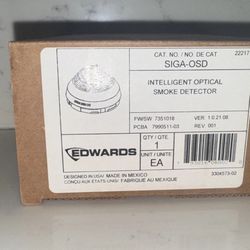 CAT. NO. / NO. DE CAT 22217
SIGA-OSD
INTELLIGENT OPTICAL
SMOKE DETECTOR
FW/SW 7351018 VER 1.0.21.08
PCBA 7990511-03 REV 001
EDWARDS
QTY / QTÉ
1
UNIT / UNITÉ
EA
DESIGNED IN USA / MADE IN MEXICO
CONÇU AUX ÉTATS UNIS/ FABRIQUÉ AU MEXIQUE
3304573-02